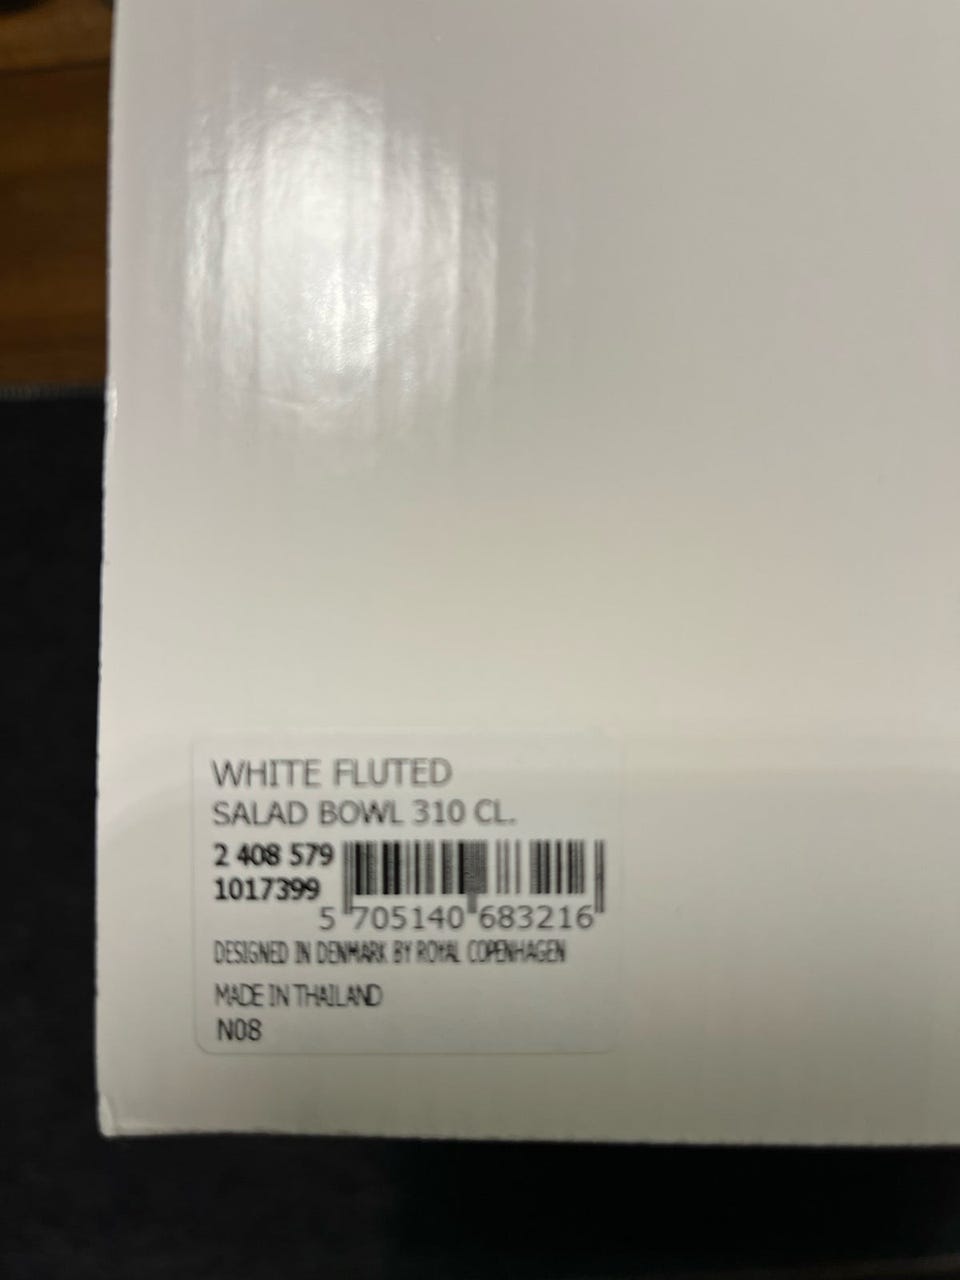 WHITE FLUTED
SALAD BOWL 310 CL.
2 408 579
1017399
5 705140 683216
DESIGNED IN DENMARK BY ROYAL COPENHAGEN
MADE IN THAILAND
N08